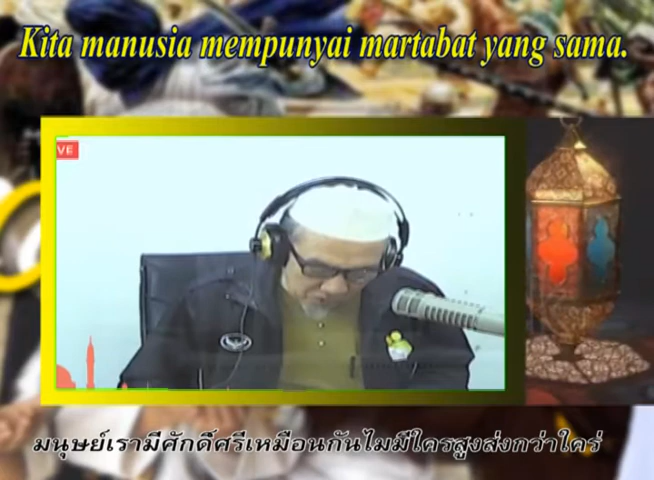 Kita manusia mempunyai martabat yang sama.
VE
มนุษย์เรามีศักดิ์ศรีเหมือนกันไม่มีใครสูงส่งกว่าใคร่